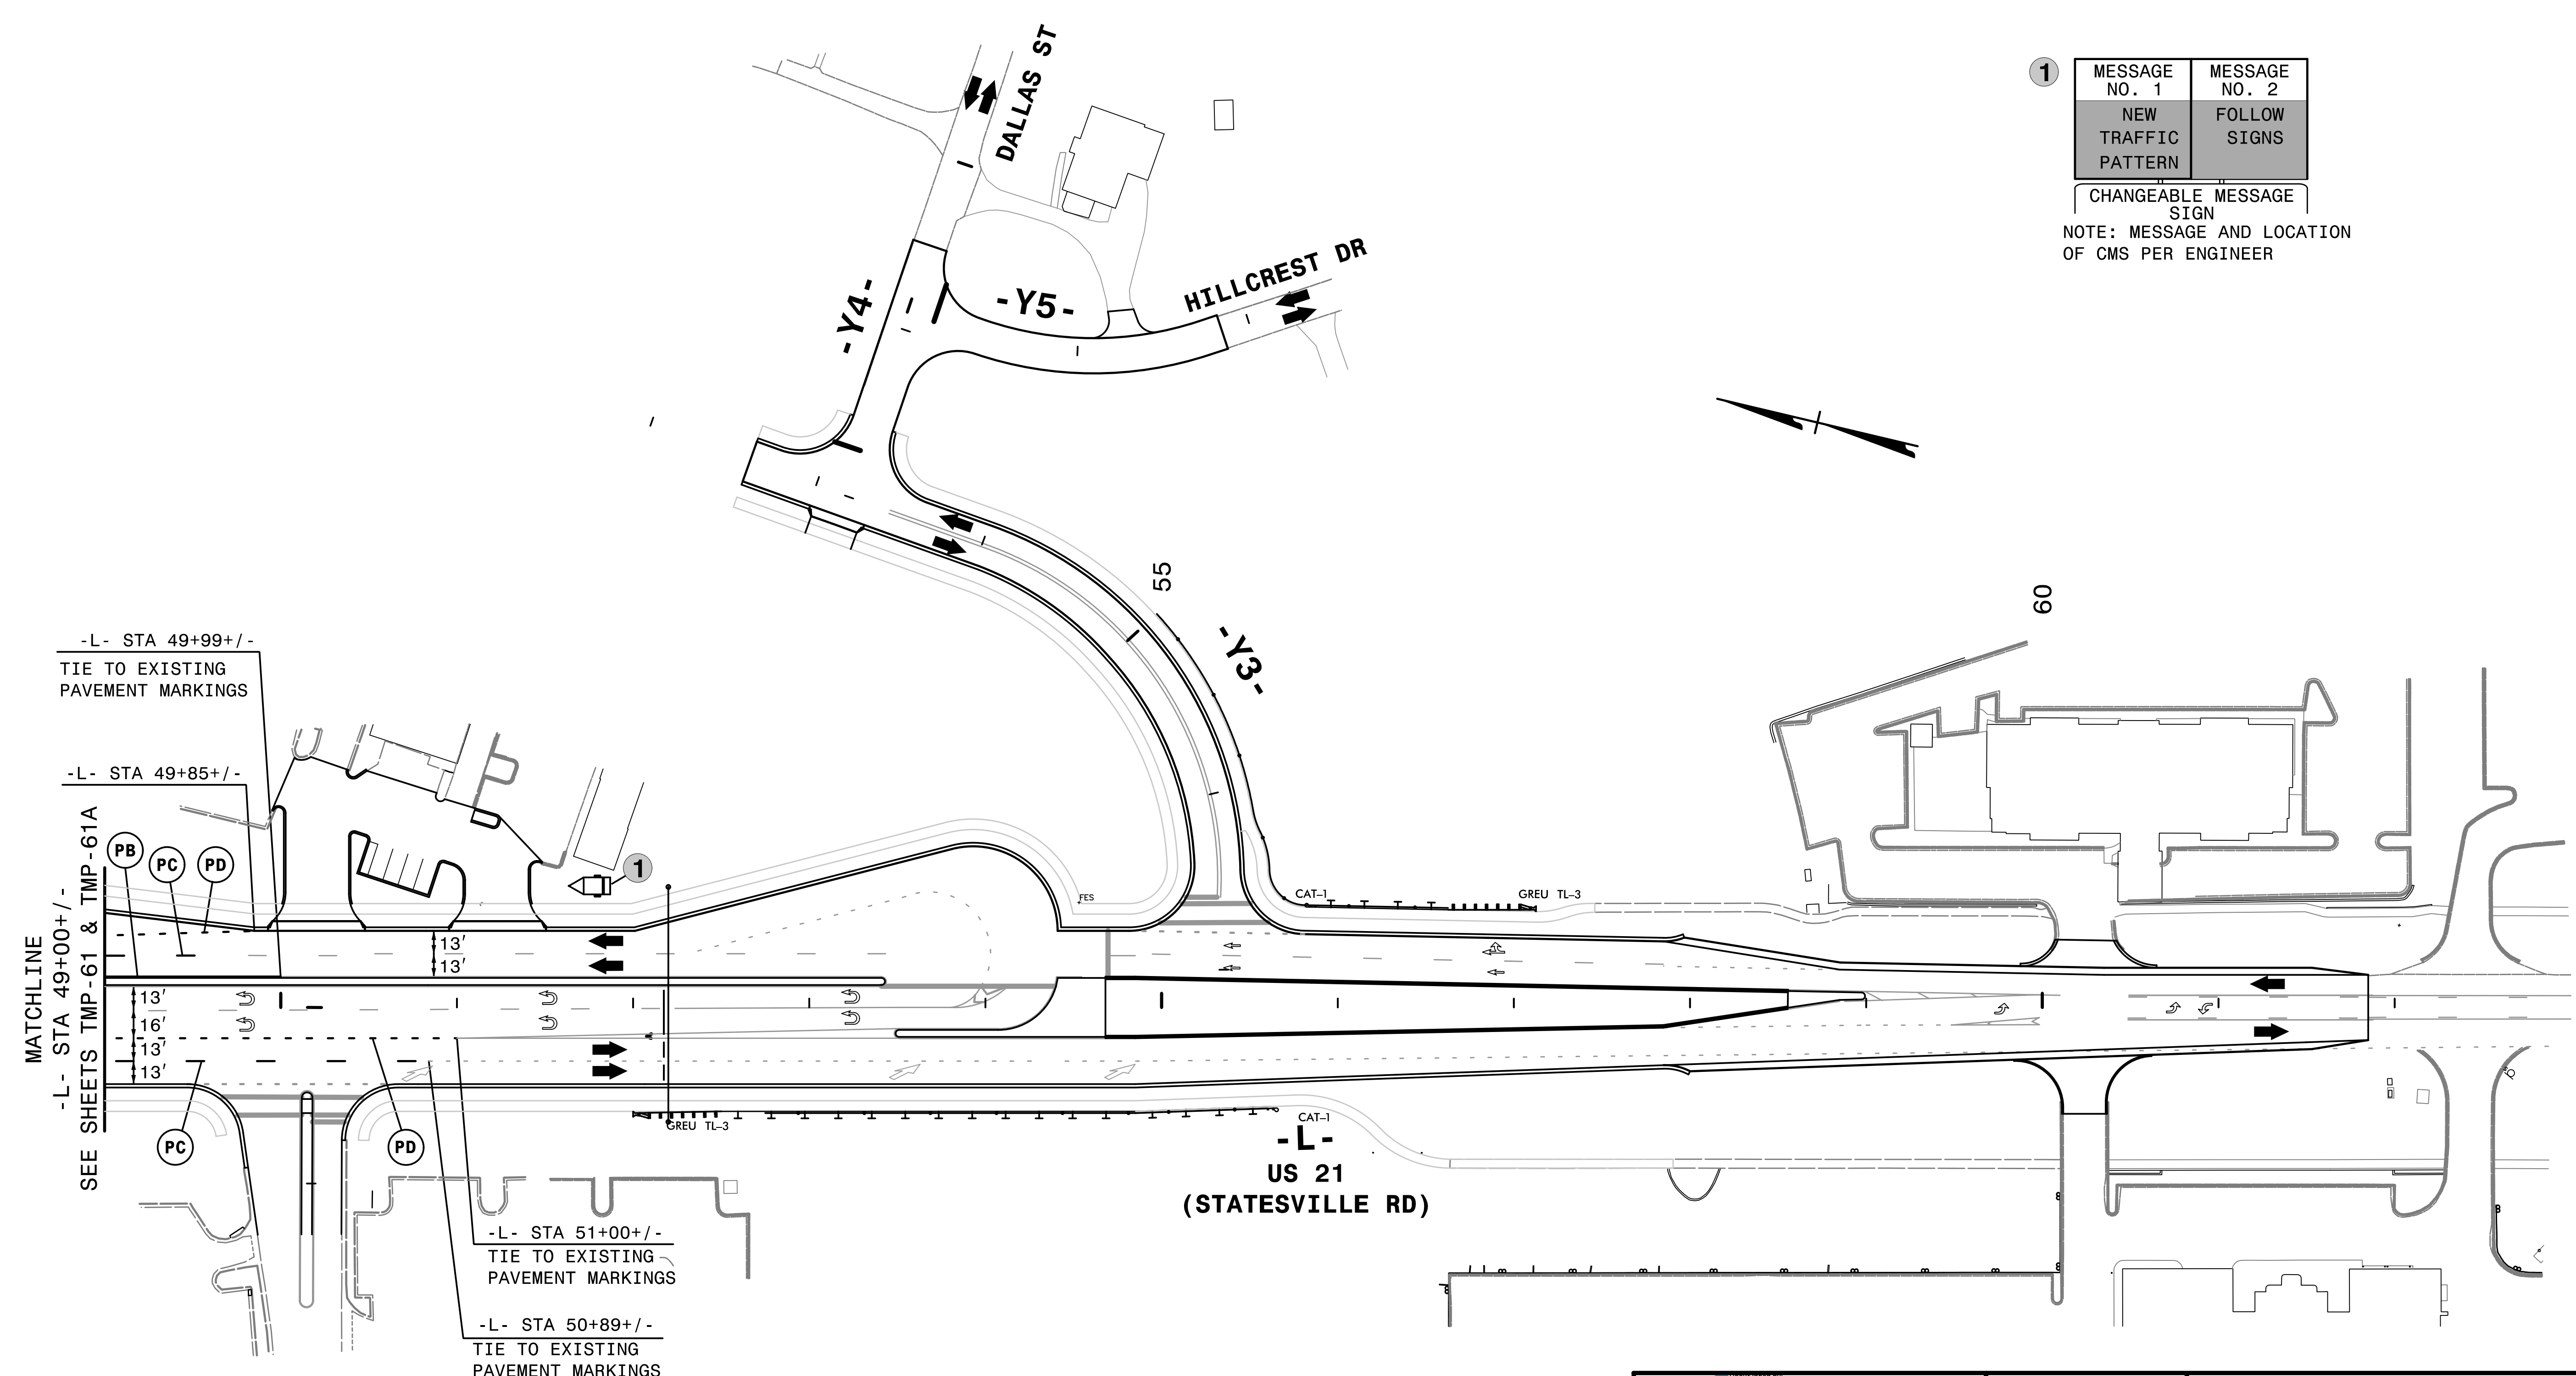 DALLAS ST
1
MESSAGE NO. 1
MESSAGE NO. 2
NEW TRAFFIC PATTERN
FOLLOW SIGNS
CHANGEABLE MESSAGE
SIGN
NOTE: MESSAGE AND LOCATION
OF CMS PER ENGINEER
-Y4-
-Y5-
HILLCREST DR
55
-Y3-
60
-L- STA 49+99+/-
TIE TO EXISTING
PAVEMENT MARKINGS
-L- STA 49+85+/-
MATCHLINE
-L- STA 49+00+/-
SEE SHEETS TMP-61 & TMP-61A
PB
PC
PD
1
FES
CAT-1
GREU TL-3
13'
13'
13'
16'
13'
13'
PC
PD
GREU TL-3
CAT-1
-L-
US 21
(STATESVILLE RD)
-L- STA 51+00+/-
TIE TO EXISTING
PAVEMENT MARKINGS
-L- STA 50+89+/-
TIE TO EXISTING
PAVEMENT MARKINGS